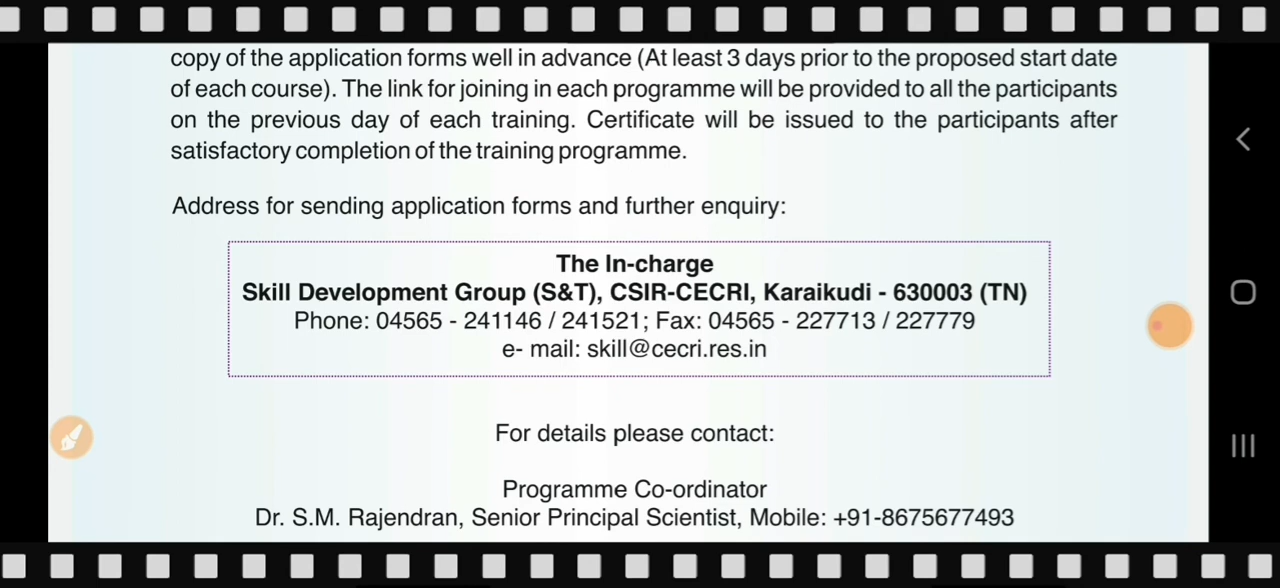 copy of the application forms well in advance (At least 3 days prior to the proposed start date
of each course). The link for joining in each programme will be provided to all the participants
on the previous day of each training. Certificate will be issued to the participants after
satisfactory completion of the training programme.
Address for sending application forms and further enquiry:
The In-charge
Skill Development Group (S&T), CSIR-CECRI, Karaikudi - 630003 (TN)
Phone: 04565 - 241146 / 241521; Fax: 04565 - 227713 / 227779
e- mail: skill@cecri.res.in
For details please contact:
Programme Co-ordinator
Dr. S.M. Rajendran, Senior Principal Scientist, Mobile: +91-8675677493